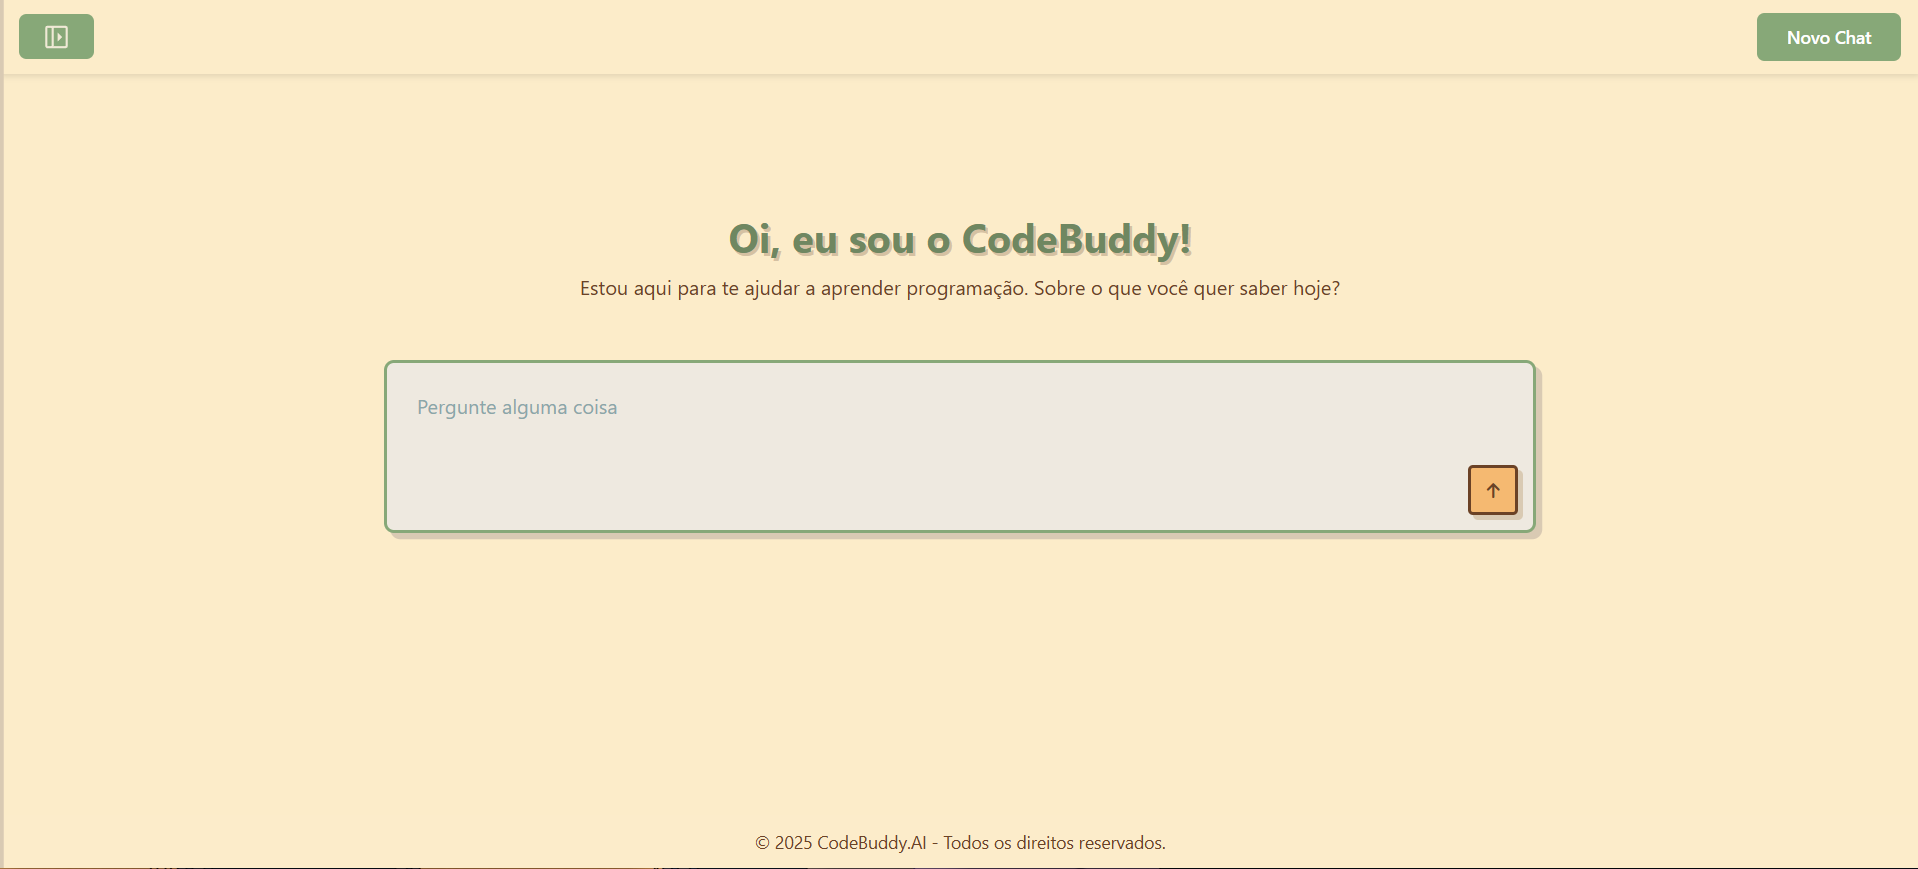 Novo Chat
Oi, eu sou o CodeBuddy!
Estou aqui para te ajudar a aprender programação. Sobre o que você quer saber hoje?
Pergunte alguma coisa
© 2025 CodeBuddy.AI - Todos os direitos reservados.